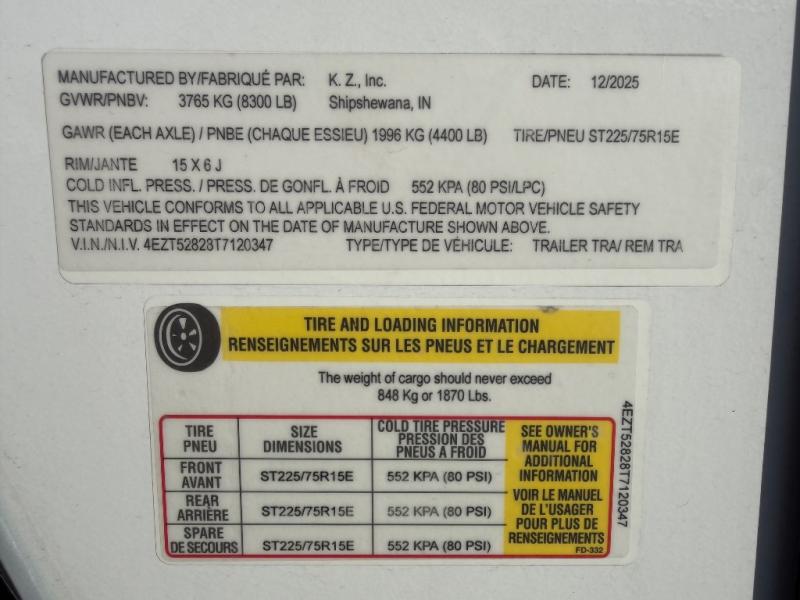 MANUFACTURED BY/FABRIQUÉ PAR: K. Z., Inc. DATE: 12/2025
GVWR/PNBV: 3765 KG (8300 LB) Shipshewana, IN
GAWR (EACH AXLE) / PNBE (CHAQUE ESSIEU) 1996 KG (4400 LB) TIRE/PNEU ST225/75R15E
RIM/JANTE 15 X 6 J
COLD INFL. PRESS. / PRESS. DE GONFL. À FROID 552 KPA (80 PSI/LPC)
THIS VEHICLE CONFORMS TO ALL APPLICABLE U.S. FEDERAL MOTOR VEHICLE SAFETY
STANDARDS IN EFFECT ON THE DATE OF MANUFACTURE SHOWN ABOVE.
V.I.N./N.I.V. 4EZT52828T7120347 TYPE/TYPE DE VÉHICULE: TRAILER TRA/ REM TRA
TIRE AND LOADING INFORMATION
RENSEIGNEMENTS SUR LES PNEUS ET LE CHARGEMENT
The weight of cargo should never exceed
848 Kg or 1870 Lbs.
TIRE
PNEU
SIZE
DIMENSIONS
COLD TIRE PRESSURE
PRESSION DES
PNEUS A FROID
FRONT
AVANT
ST225/75R15E
552 KPA (80 PSI)
REAR
ARRIÈRE
ST225/75R15E
552 KPA (80 PSI)
SPARE
DE SECOURS
ST225/75R15E
552 KPA (80 PSI)
SEE OWNER'S
MANUAL FOR
ADDITIONAL
INFORMATION
VOIR LE MANUEL
DE L'USAGER
POUR PLUS DE
RENSEIGNEMENTS
FD-332
4EZT52828T7120347